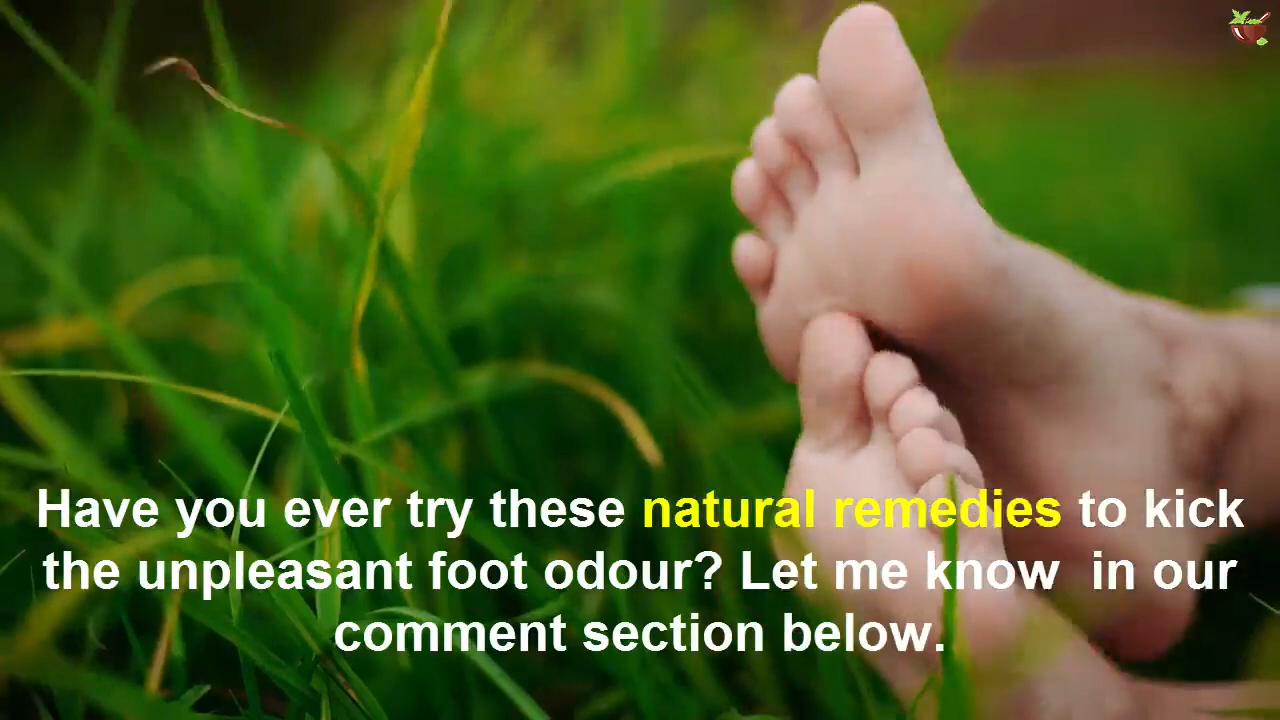 Have you ever try these natural remedies to kick
the unpleasant foot odour? Let me know  in our
comment section below.